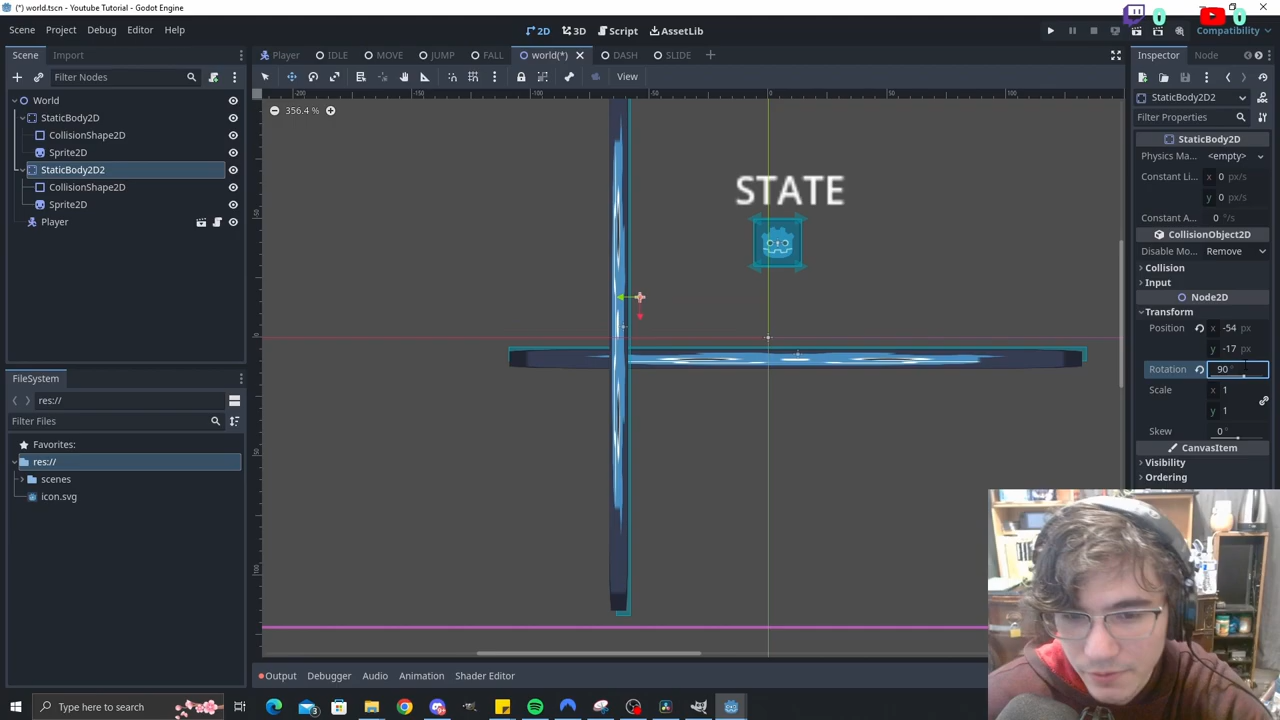 (*) world.tscn - Youtube Tutorial - Godot Engine
0 0
Scene Project Debug Editor Help
2D 3D Script AssetLib
Compatibility
Scene Import
Player IDLE MOVE JUMP FALL world(*) DASH SLIDE
Inspector Node
Filter Nodes
View
StaticBody2D2
Filter Properties
356.4 %
World
StaticBody2D
CollisionShape2D
Sprite2D
StaticBody2D2
CollisionShape2D
Sprite2D
Player
STATE
StaticBody2D
Physics Ma... <empty>
Constant Li... x 0 px/s
y 0 px/s
Constant A... 0 °/s
CollisionObject2D
Disable Mo... Remove
Collision
Input
Node2D
Transform
Position x -54 px
y -17 px
Rotation 90 °
Scale x 1
y 1
Skew 0 °
CanvasItem
Visibility
Ordering
FileSystem
res://
Filter Files
Favorites:
res://
scenes
icon.svg
Output Debugger Audio Animation Shader Editor
Type here to search